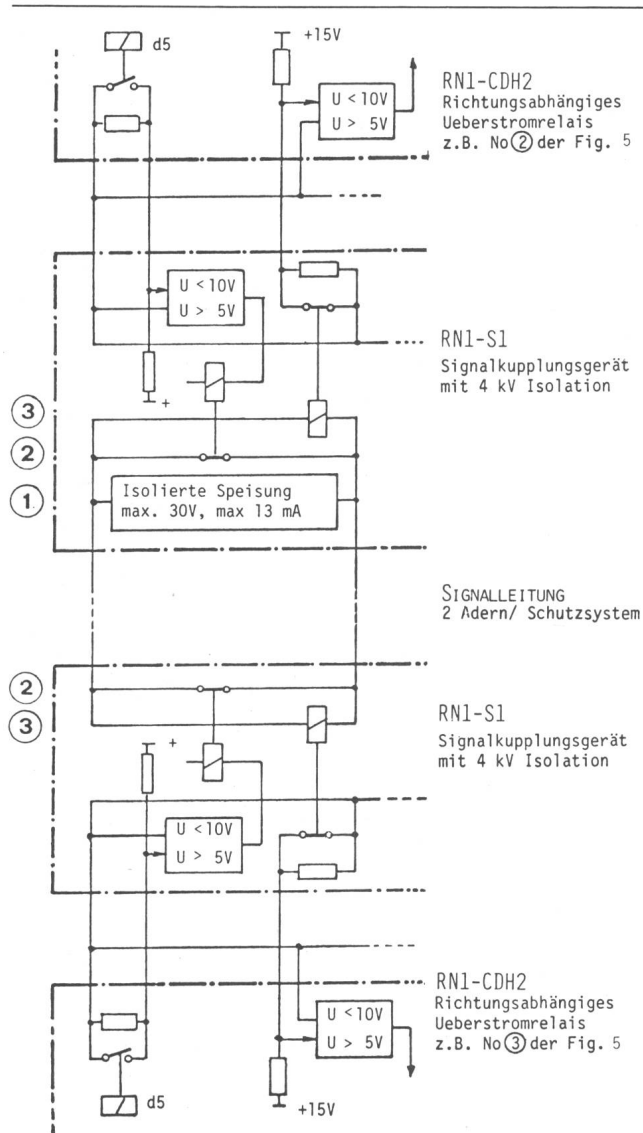 d5
+15V
U <10V
U > 5V
RN1-CDH2
Richtungsabhängiges
Ueberstromrelais
z.B. No ② der Fig. 5
U <10V
U > 5V
+
RN1-S1
Signalkupplungsgerät
mit 4 kV Isolation
③
②
①
Isolierte Speisung
max. 30V, max 13 mA
SIGNALLEITUNG
2 Adern/ Schutzsystem
②
③
+
RN1-S1
Signalkupplungsgerät
mit 4 kV Isolation
U <10V
U > 5V
RN1-CDH2
Richtungsabhängiges
Ueberstromrelais
z.B. No ③ der Fig. 5
U <10V
U > 5V
d5
+15V